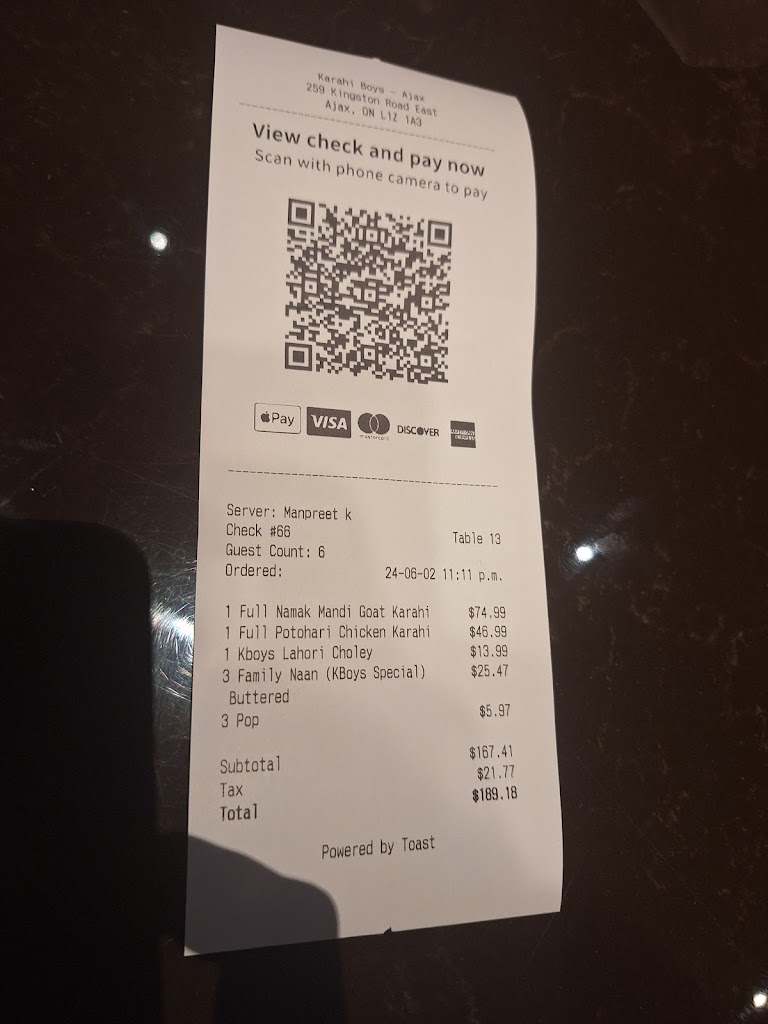 Karahi Boys - Ajax
259 Kingston Road East
Ajax, ON L1Z 1A3
View check and pay now
Scan with phone camera to pay
Pay VISA mastercard DISCOVER AMERICAN EXPRESS
Server: Manpreet k
Check #66 Table 13
Guest Count: 6
Ordered: 24-06-02 11:11 p.m.
1 Full Namak Mandi Goat Karahi $74.99
1 Full Potohari Chicken Karahi $46.99
1 Kboys Lahori Choley $13.99
3 Family Naan (KBoys Special) $25.47
Buttered
3 Pop $5.97
Subtotal $167.41
Tax $21.77
Total $189.18
Powered by Toast